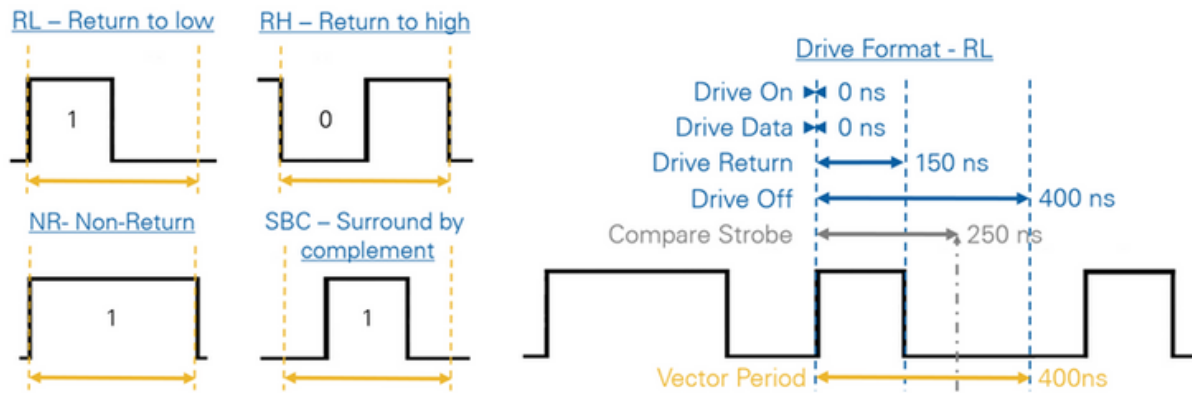 RL – Return to low
1
RH – Return to high
0
NR- Non-Return
1
SBC – Surround by
complement
1
Drive Format - RL
Drive On 0 ns
Drive Data 0 ns
Drive Return 150 ns
Drive Off 400 ns
Compare Strobe 250 ns
Vector Period 400ns